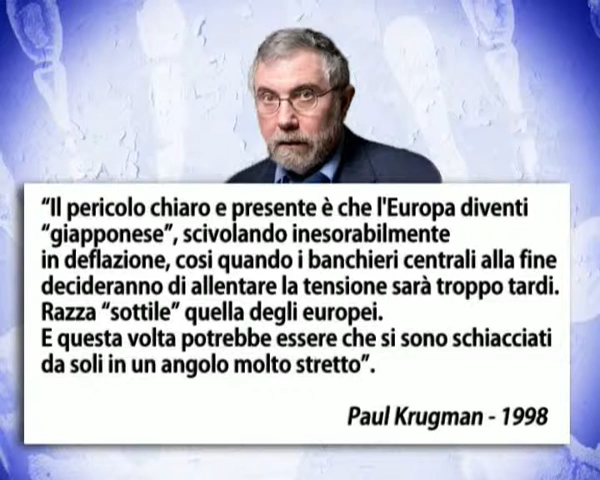 “Il pericolo chiaro e presente è che l'Europa diventi
“giapponese”, scivolando inesorabilmente
in deflazione, cosi quando i banchieri centrali alla fine
decideranno di allentare la tensione sarà troppo tardi.
Razza “sottile” quella degli europei.
E questa volta potrebbe essere che si sono schiacciati
da soli in un angolo molto stretto”.
Paul Krugman - 1998